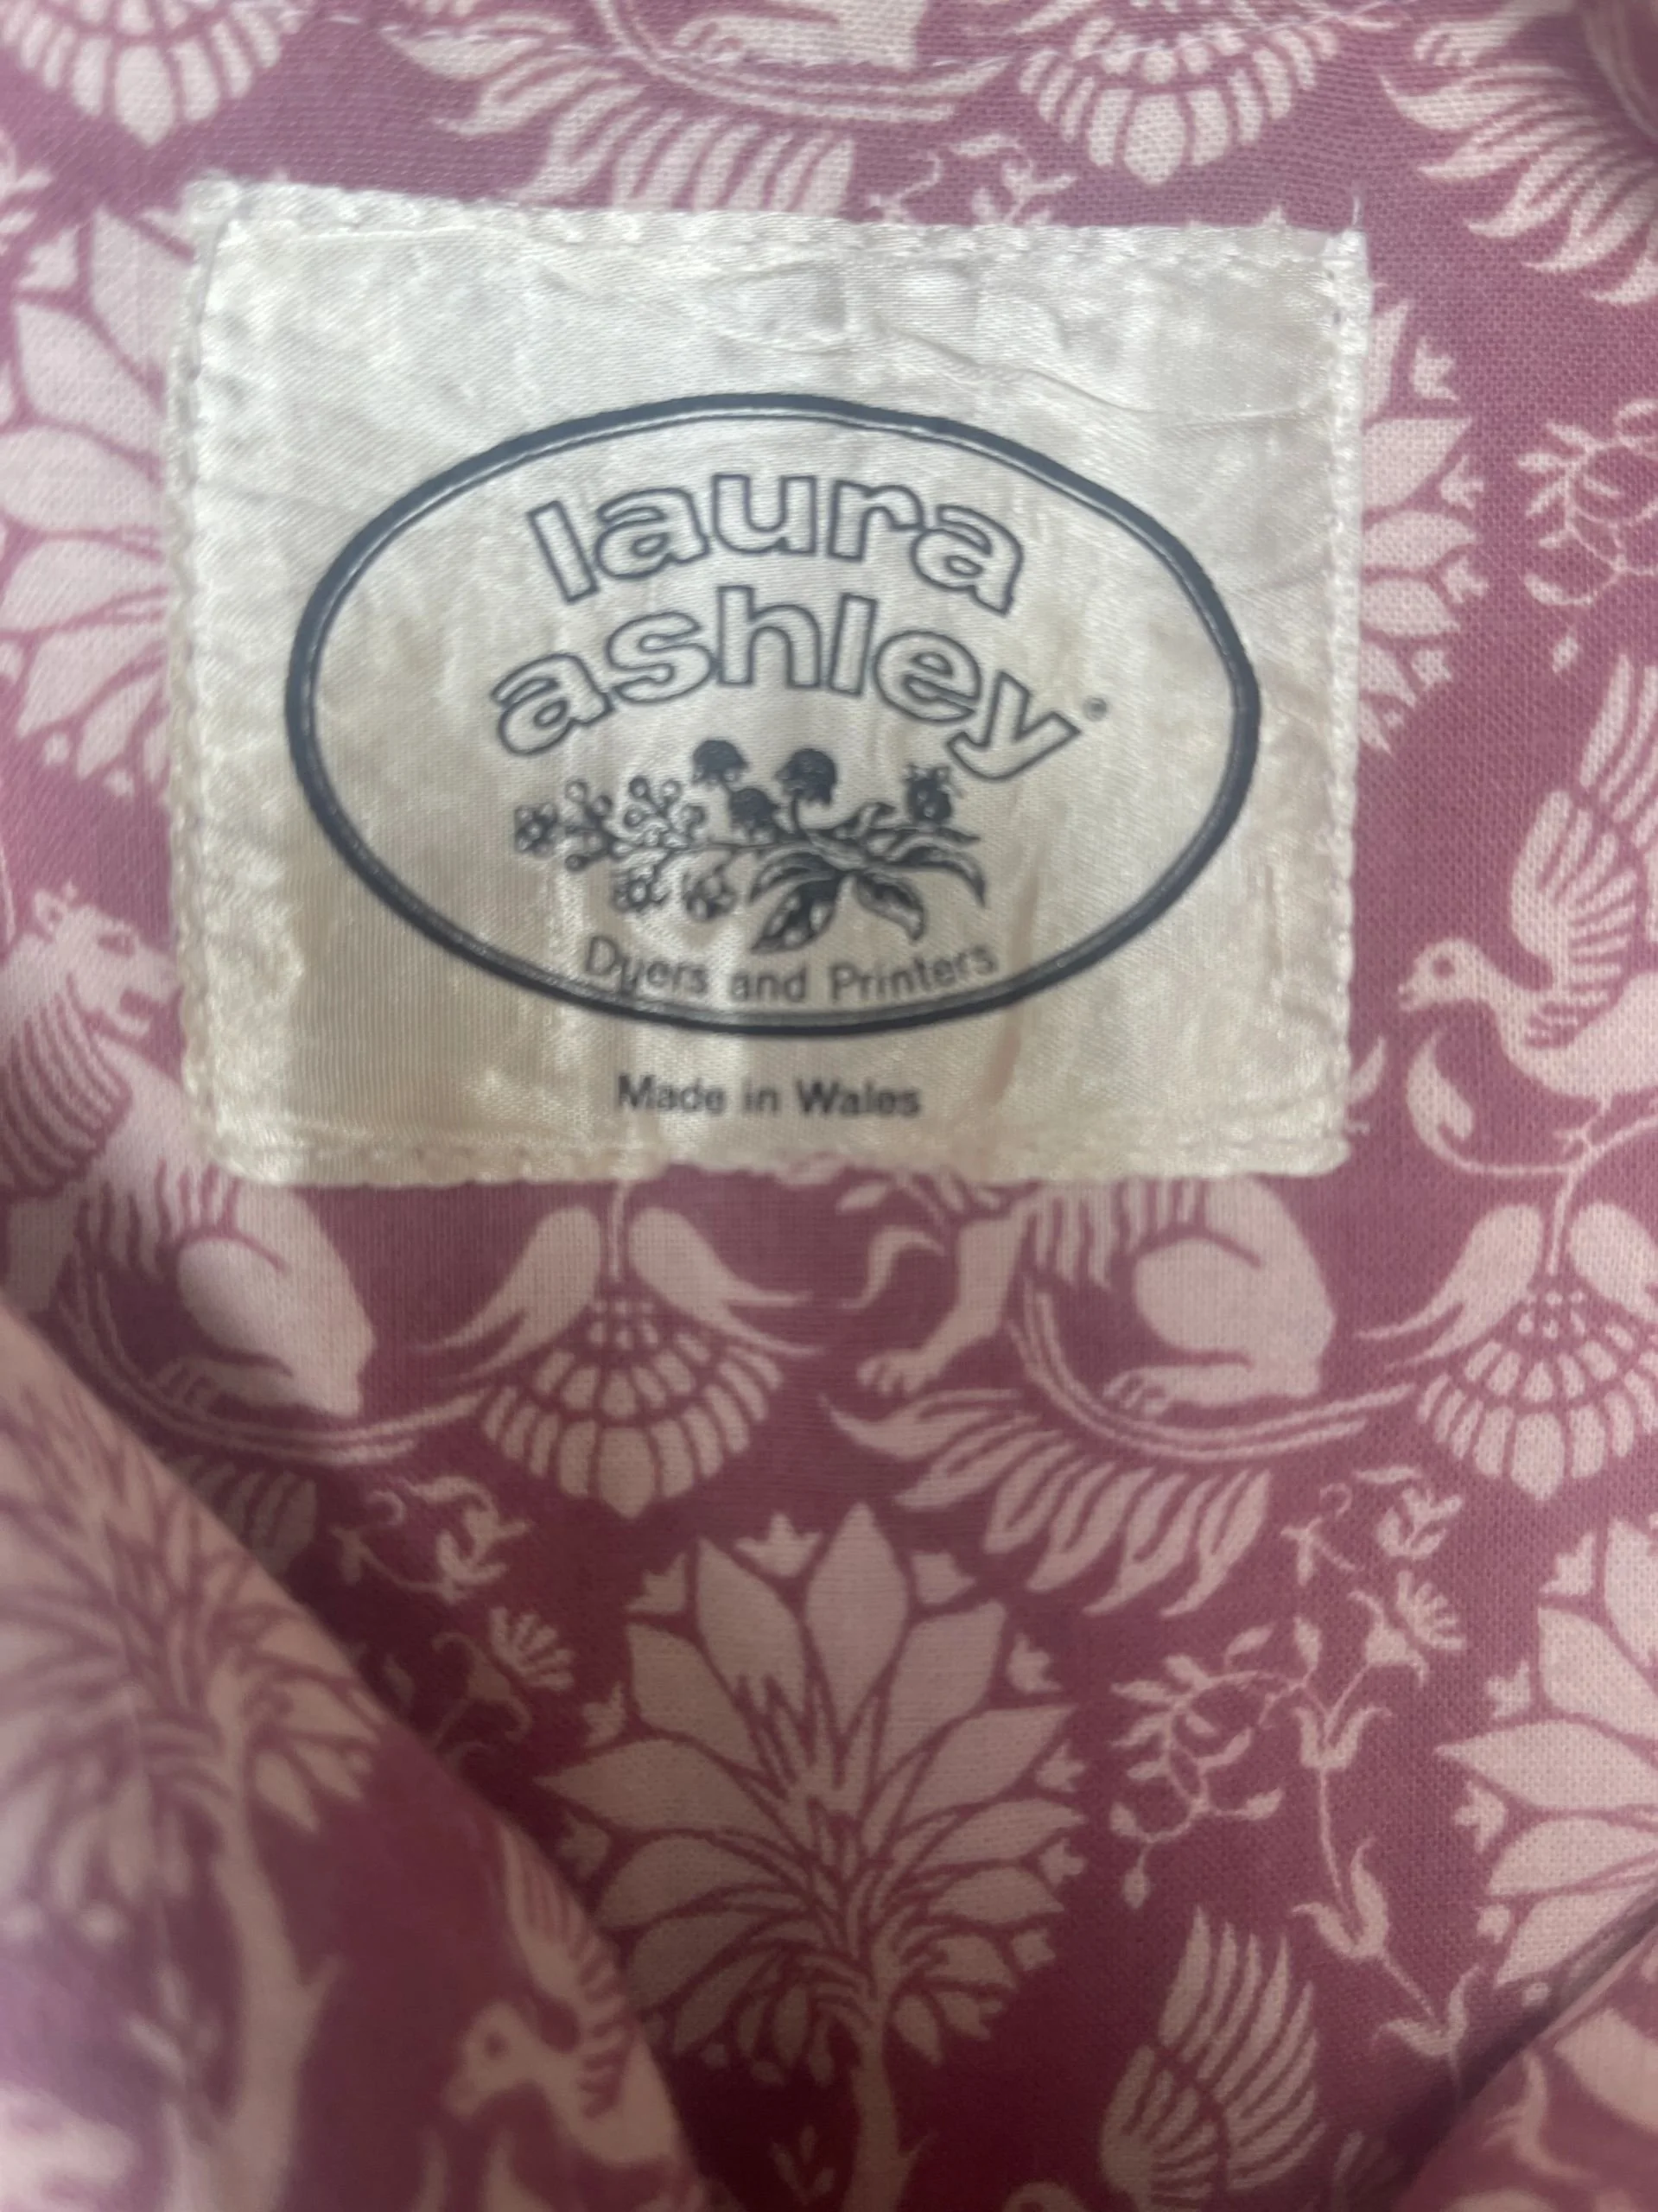 laura
ashley®
Dyers and Printers
Made in Wales